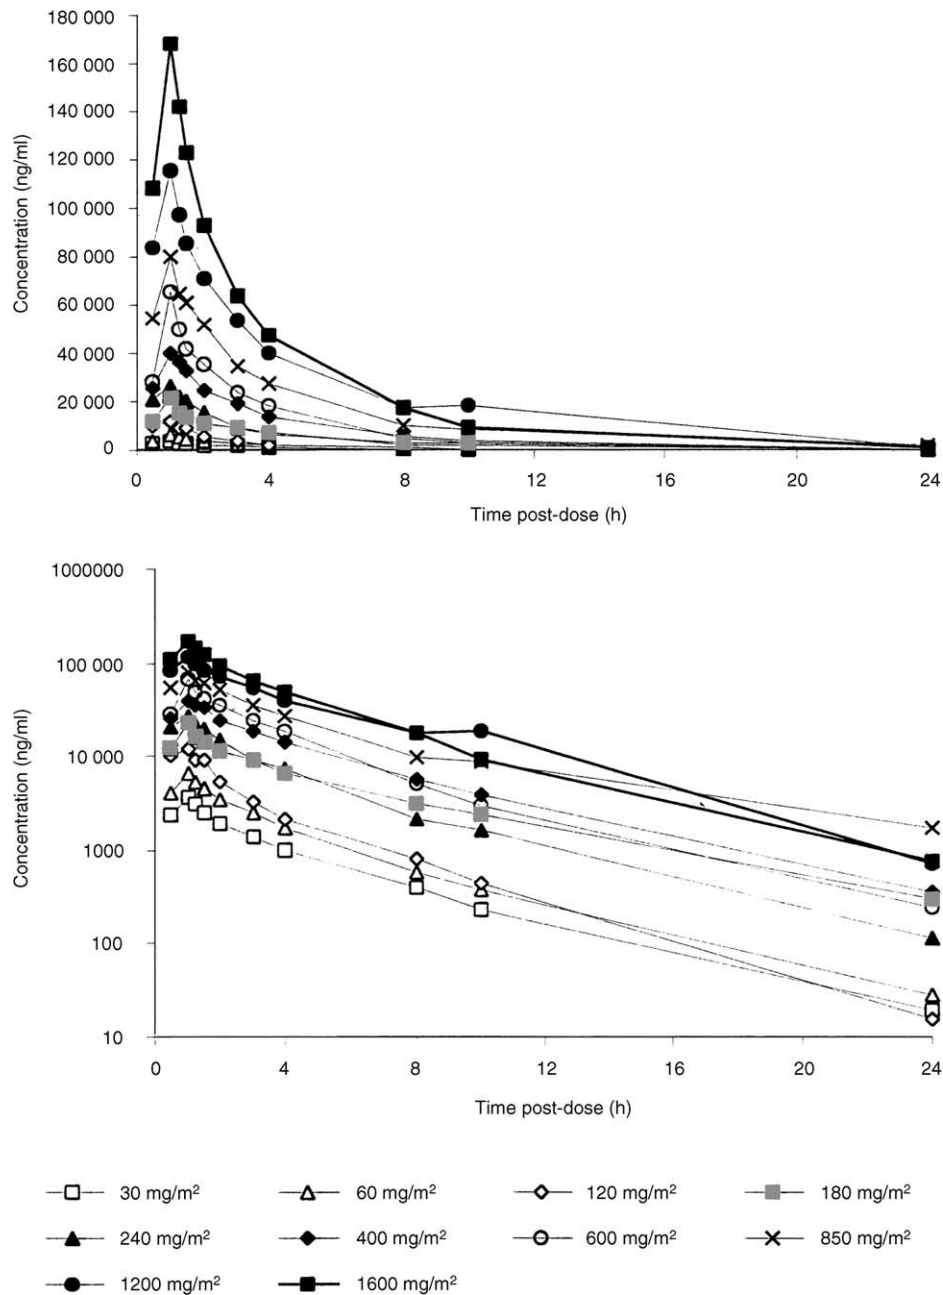 180 000
160 000
140 000
120 000
100 000
80 000
60 000
40 000
20 000
0
Concentration (ng/ml)
0 4 8 12 16 20 24
Time post-dose (h)
1000000
100 000
10 000
1000
100
10
Concentration (ng/ml)
0 4 8 12 16 20 24
Time post-dose (h)
30 mg/m² 60 mg/m² 120 mg/m² 180 mg/m²
240 mg/m² 400 mg/m² 600 mg/m² 850 mg/m²
1200 mg/m² 1600 mg/m²